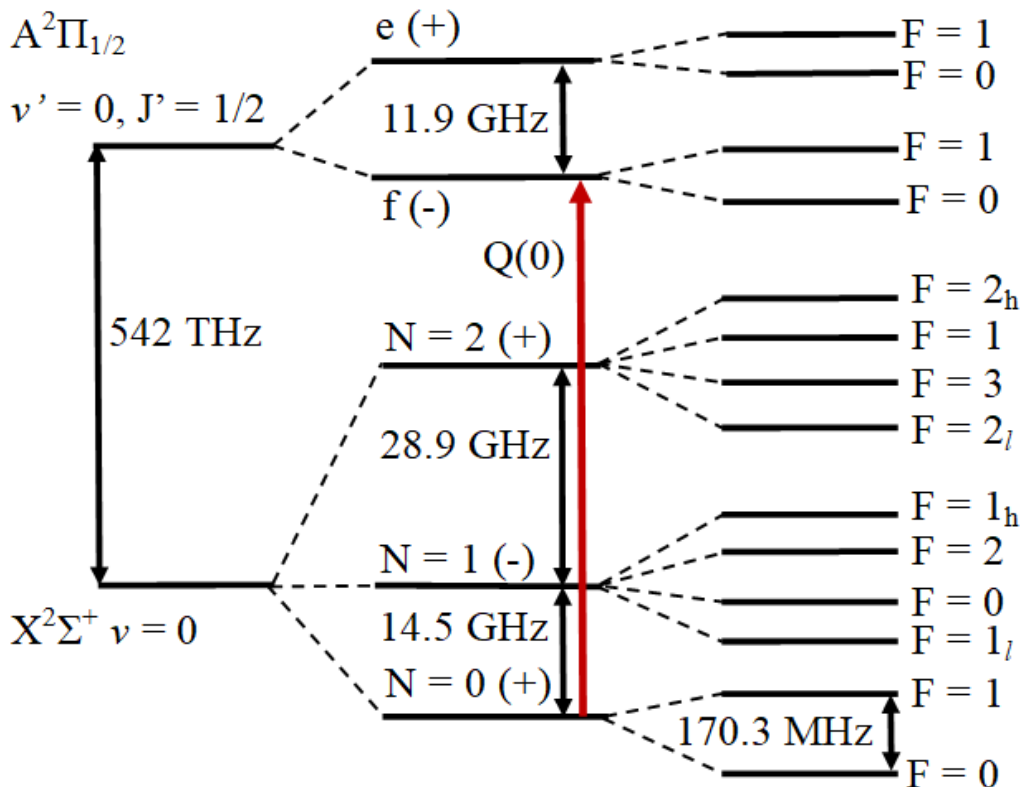 A²Π₁/₂
e (+)
F = 1
F = 0
ν' = 0, J' = 1/2
11.9 GHz
F = 1
f (-)
F = 0
Q(0)
F = 2ₕ
542 THz
N = 2 (+)
F = 1
F = 3
28.9 GHz
F = 2ₗ
F = 1ₕ
N = 1 (-)
F = 2
F = 0
X²Σ⁺ ν = 0
14.5 GHz
F = 1ₗ
N = 0 (+)
F = 1
170.3 MHz
F = 0